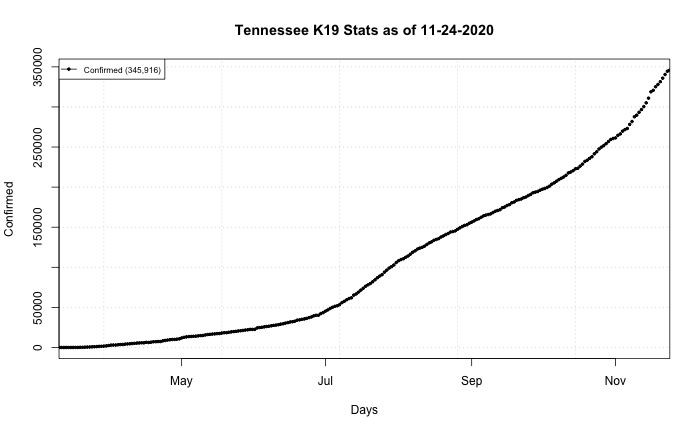 Tennessee K19 Stats as of 11-24-2020
Confirmed (345,916)
350000
250000
150000
50000
0
Confirmed
May Jul Sep Nov
Days